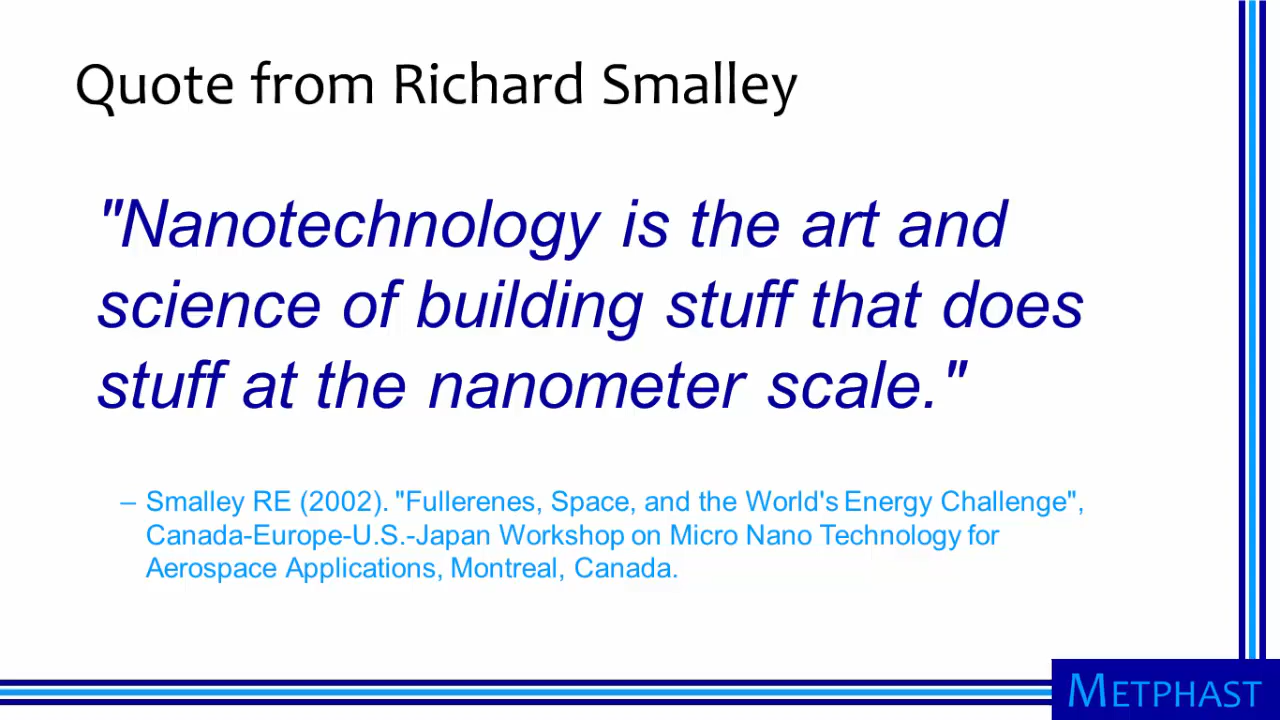 Quote from Richard Smalley
"Nanotechnology is the art and
science of building stuff that does
stuff at the nanometer scale."
– Smalley RE (2002). "Fullerenes, Space, and the World's Energy Challenge",
Canada-Europe-U.S.-Japan Workshop on Micro Nano Technology for
Aerospace Applications, Montreal, Canada.
METPHAST